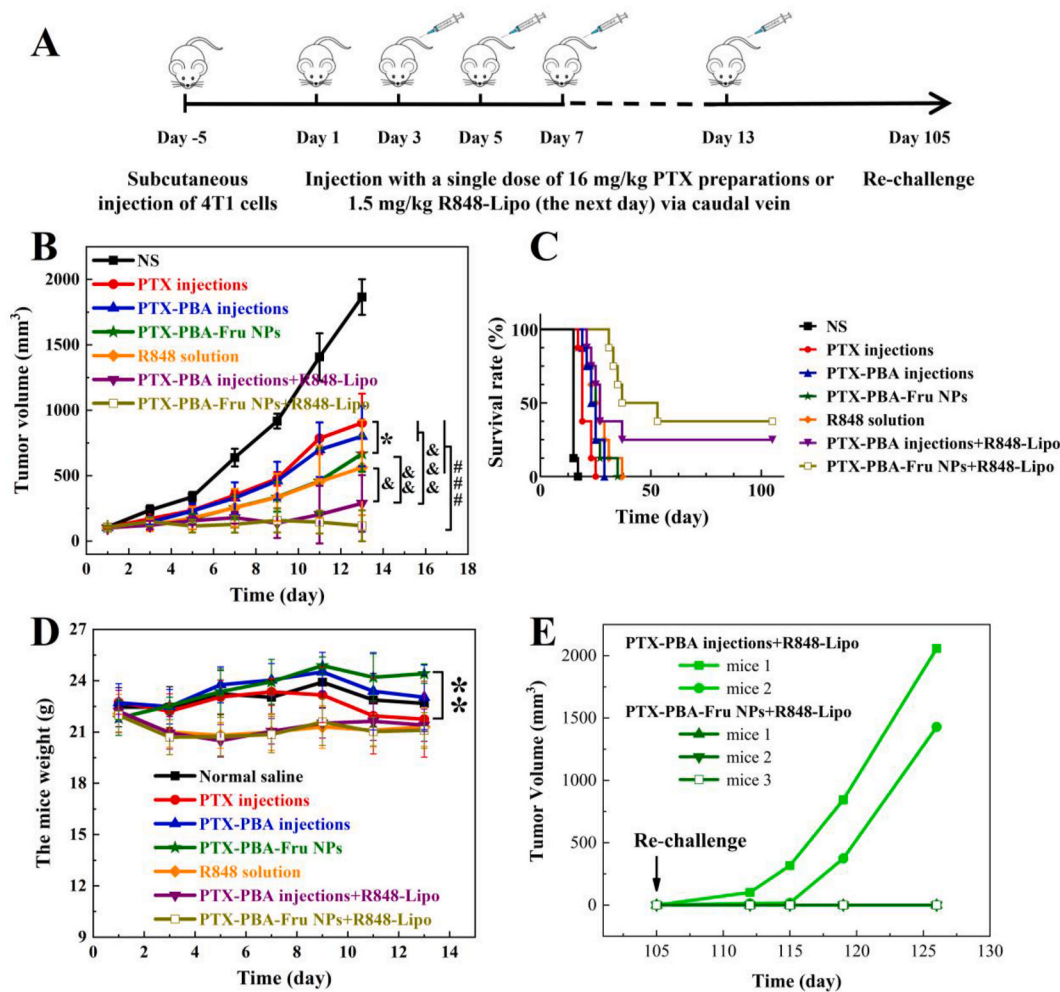 A
Day -5
Day 1
Day 3
Day 5
Day 7
Day 13
Day 105
Subcutaneous
injection of 4T1 cells
Injection with a single dose of 16 mg/kg PTX preparations or
1.5 mg/kg R848-Lipo (the next day) via caudal vein
Re-challenge
B
Tumor volume (mm³)
2000
1500
1000
500
0
NS
PTX injections
PTX-PBA injections
PTX-PBA-Fru NPs
R848 solution
PTX-PBA injections+R848-Lipo
PTX-PBA-Fru NPs+R848-Lipo
*
&
&&
&&&
###
0 2 4 6 8 10 12 14 16 18
Time (day)
C
Survival rate (%)
100
50
0
0 50 100
Time (day)
NS
PTX injections
PTX-PBA injections
PTX-PBA-Fru NPs
R848 solution
PTX-PBA injections+R848-Lipo
PTX-PBA-Fru NPs+R848-Lipo
D
The mice weight (g)
27
24
21
18
15
12
9
**
Normal saline
PTX injections
PTX-PBA injections
PTX-PBA-Fru NPs
R848 solution
PTX-PBA injections+R848-Lipo
PTX-PBA-Fru NPs+R848-Lipo
0 2 4 6 8 10 12 14
Time (day)
E
Tumor Volume (mm³)
2000
1500
1000
500
0
PTX-PBA injections+R848-Lipo
mice 1
mice 2
PTX-PBA-Fru NPs+R848-Lipo
mice 1
mice 2
mice 3
Re-challenge
105 110 115 120 125 130
Time (day)